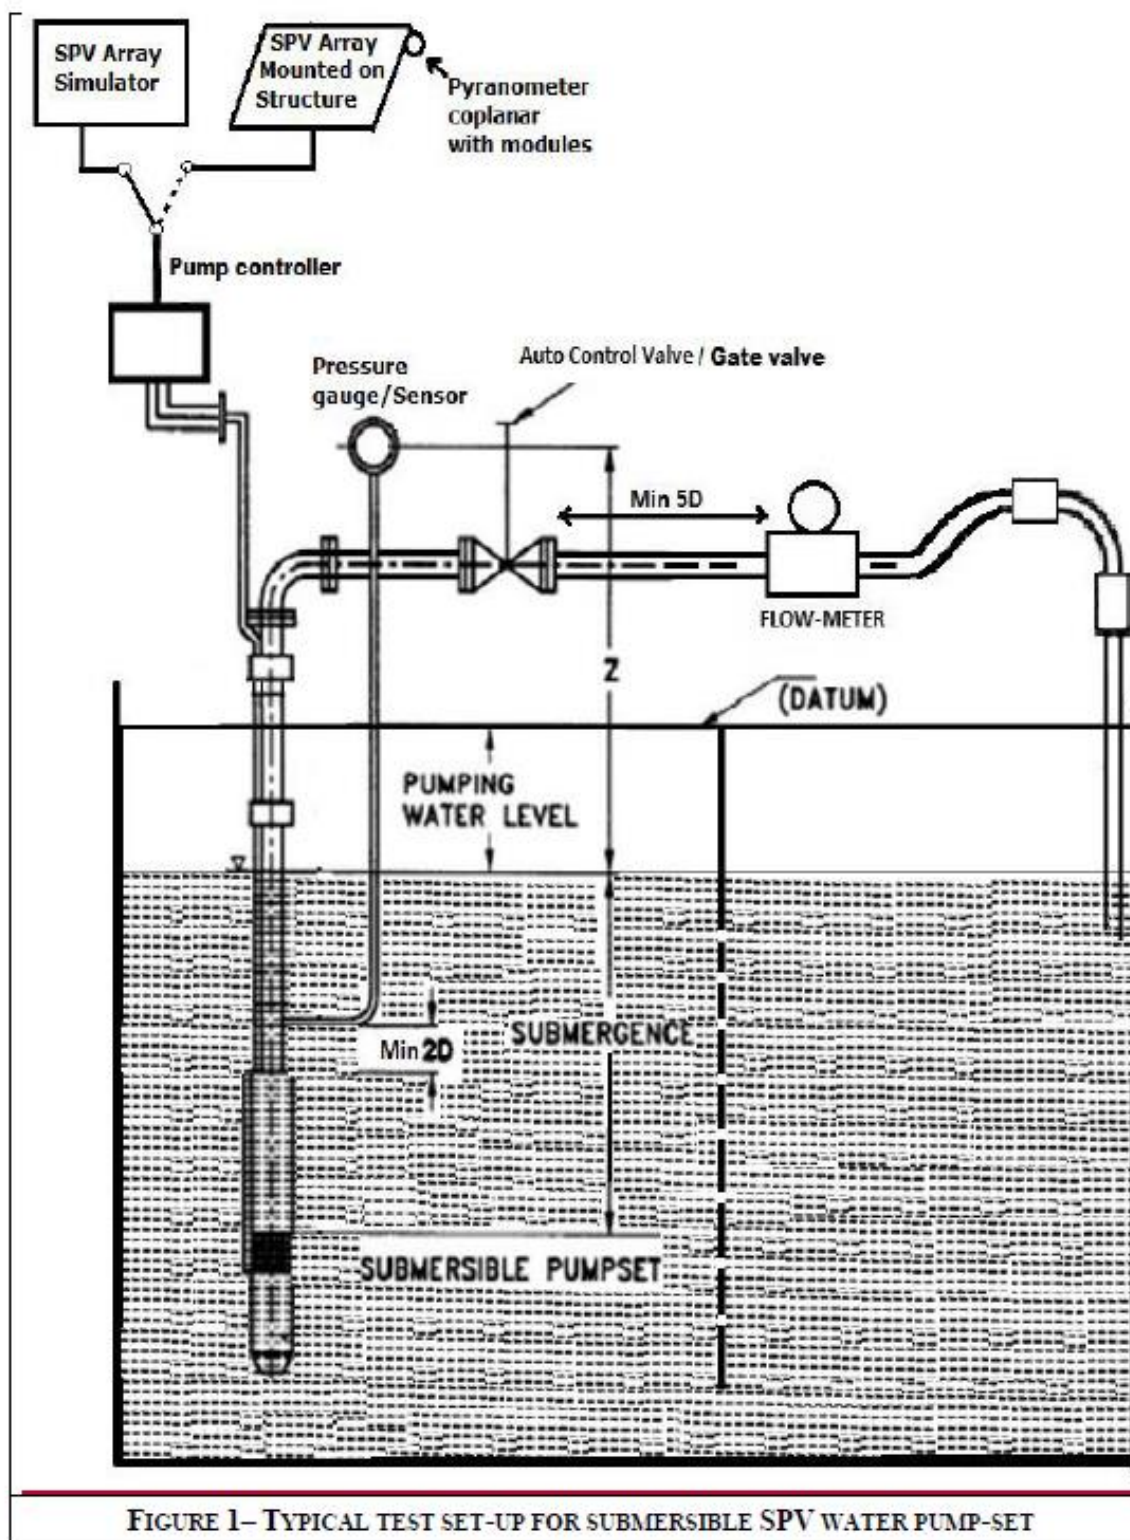 SPV Array
Simulator
SPV Array
Mounted on
Structure
Pyranometer
coplanar
with modules
Pump controller
Auto Control Valve / Gate valve
Pressure
gauge/Sensor
Min 5D
FLOW-METER
Z
(DATUM)
PUMPING
WATER LEVEL
SUBMERGENCE
Min 2D
SUBMERSIBLE PUMPSET
FIGURE 1– TYPICAL TEST SET-UP FOR SUBMERSIBLE SPV WATER PUMP-SET